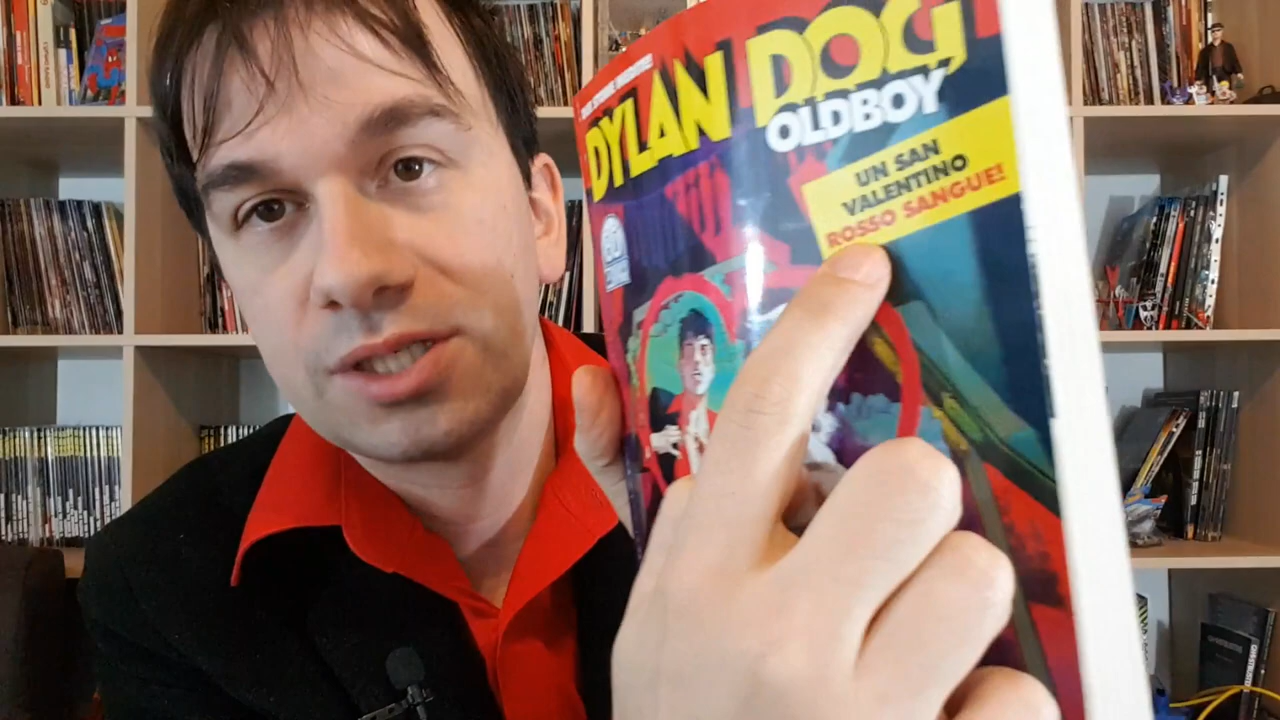 DYLAN DOG
OLDBOY
UN SAN
VALENTINO
ROSSO SANGUE!